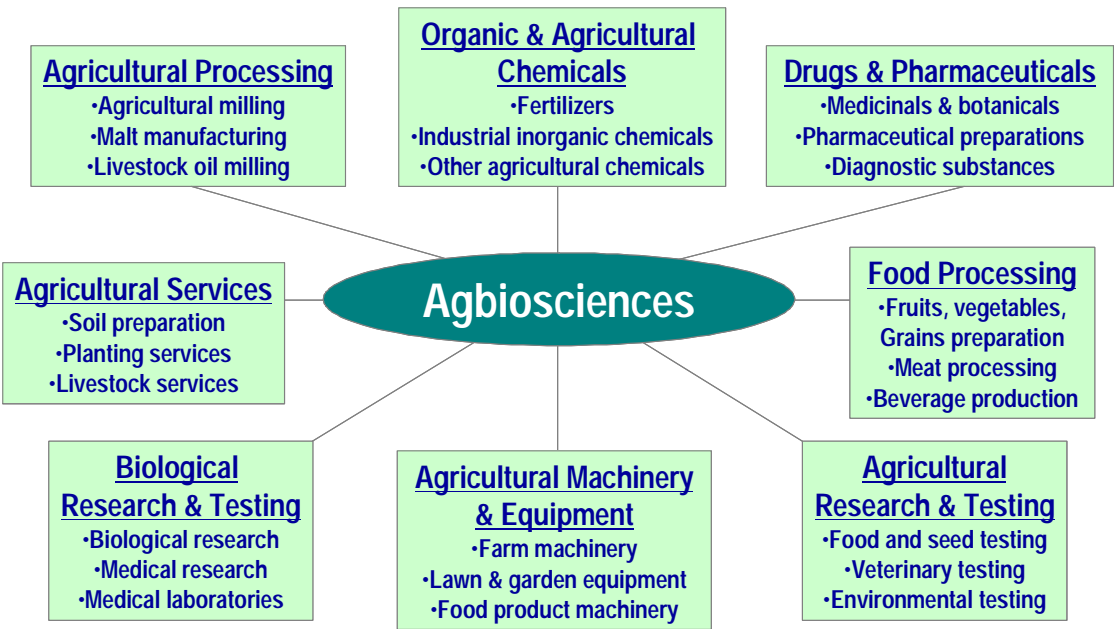 Agricultural Processing
•Agricultural milling
•Malt manufacturing
•Livestock oil milling
Organic & Agricultural
Chemicals
•Fertilizers
•Industrial inorganic chemicals
•Other agricultural chemicals
Drugs & Pharmaceuticals
•Medicinals & botanicals
•Pharmaceutical preparations
•Diagnostic substances
Agricultural Services
•Soil preparation
•Planting services
•Livestock services
Agbiosciences
Food Processing
•Fruits, vegetables,
Grains preparation
•Meat processing
•Beverage production
Biological
Research & Testing
•Biological research
•Medical research
•Medical laboratories
Agricultural Machinery
& Equipment
•Farm machinery
•Lawn & garden equipment
•Food product machinery
Agricultural
Research & Testing
•Food and seed testing
•Veterinary testing
•Environmental testing